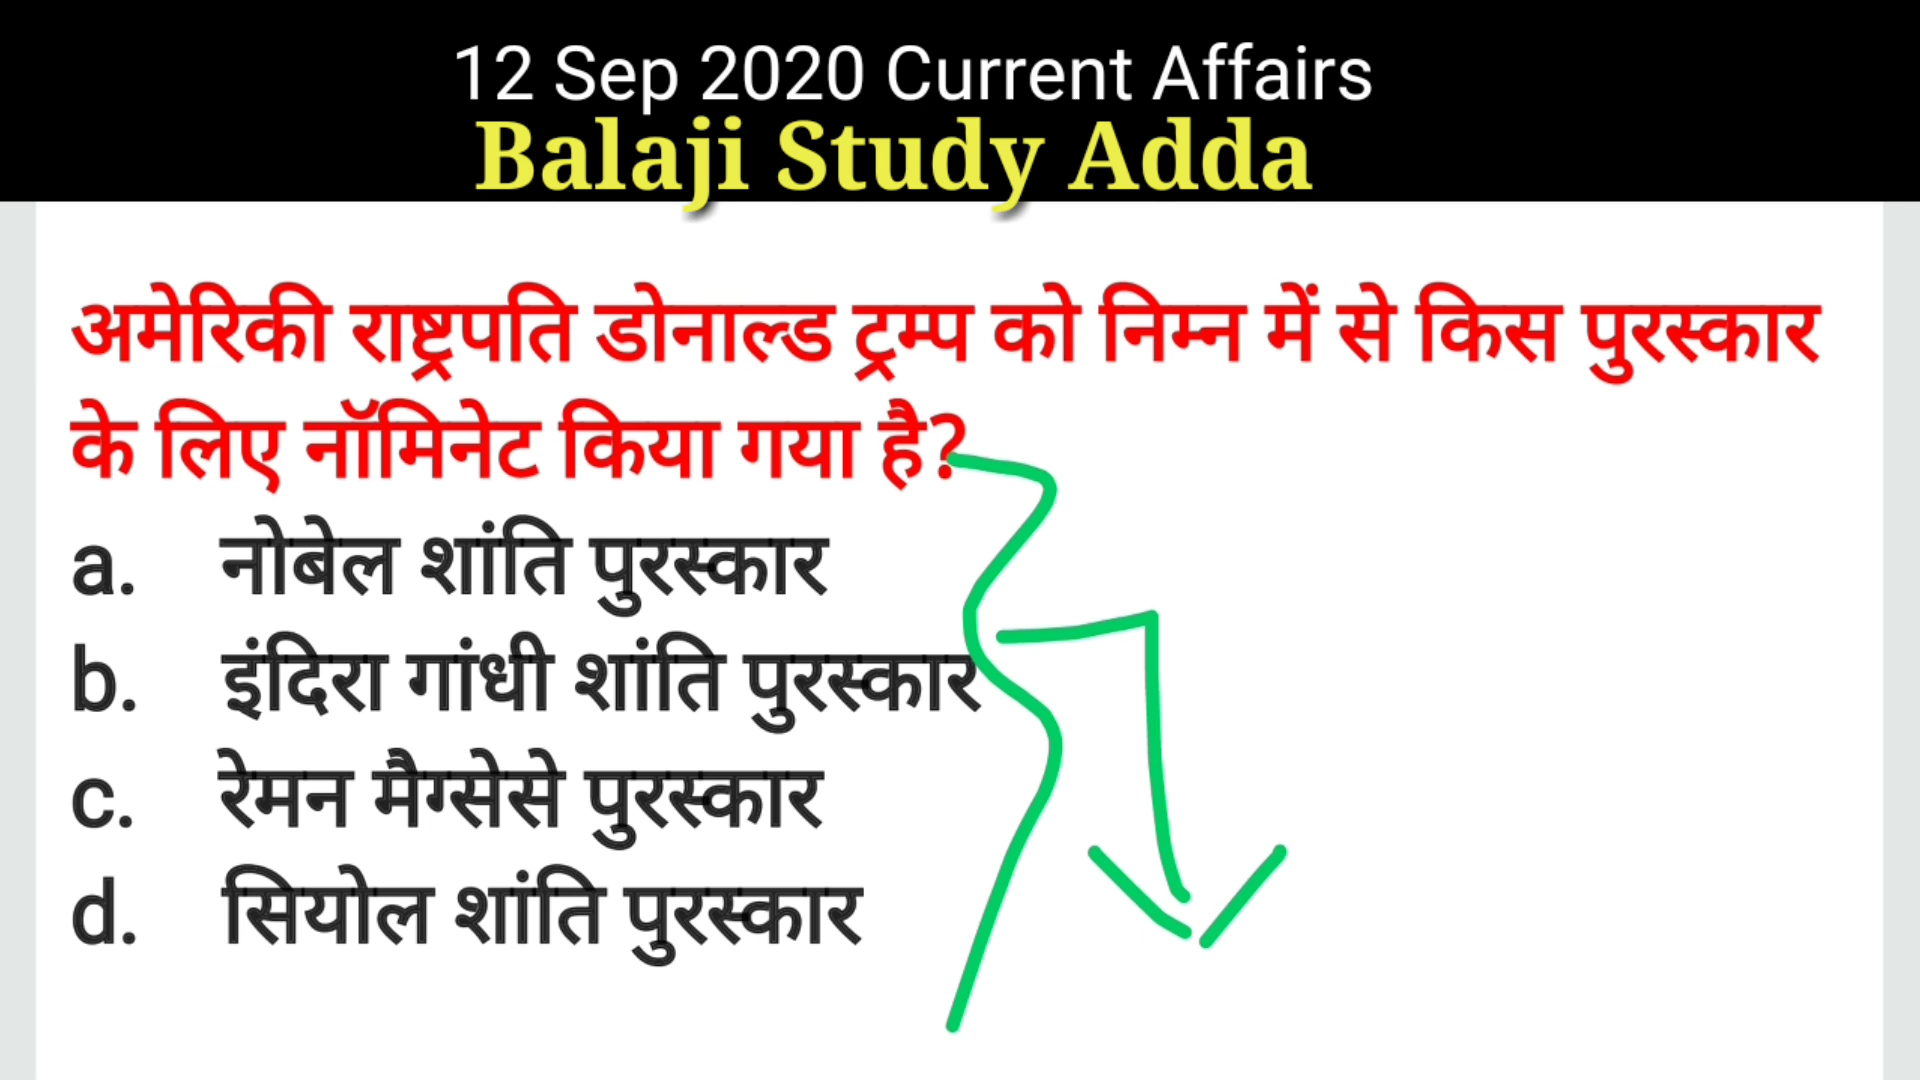 12 Sep 2020 Current Affairs
Balaji Study Adda
अमेरिकी राष्ट्रपति डोनाल्ड ट्रम्प को निम्न में से किस पुरस्कार
के लिए नॉमिनेट किया गया है?
a. नोबेल शांति पुरस्कार
b. इंदिरा गांधी शांति पुरस्कार
c. रेमन मैग्सेसे पुरस्कार
d. सियोल शांति पुरस्कार